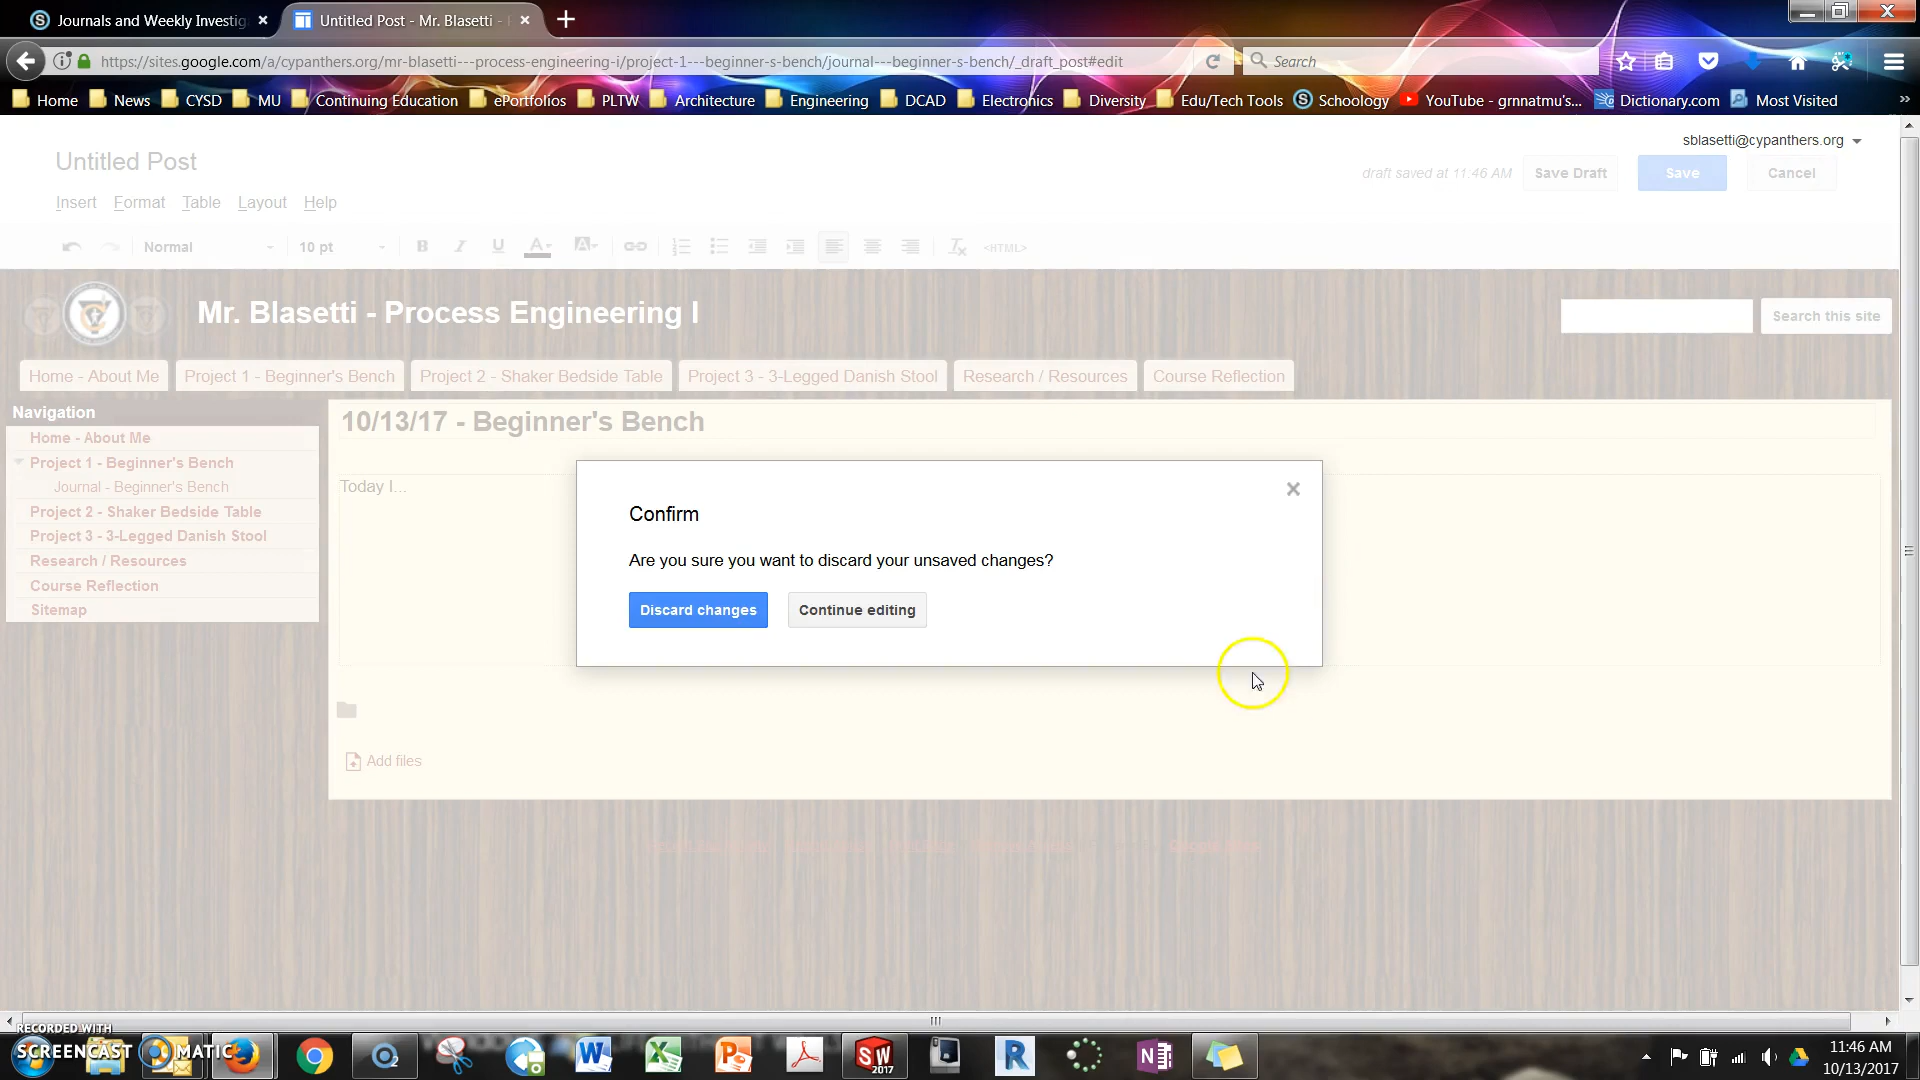 Journals and Weekly Investig
Untitled Post - Mr. Blasetti -
https://sites.google.com/a/cypanthers.org/mr-blasetti---process-engineering-i/project-1---beginner-s-bench/journal---beginner-s-bench/_draft_post#edit
Search
Home News CYSD MU Continuing Education ePortfolios PLTW Architecture Engineering DCAD Electronics Diversity Edu/Tech Tools Schoology YouTube - grnnatmu's... Dictionary.com Most Visited »
sblasetti@cypanthers.org
Untitled Post
draft saved at 11:46 AM Save Draft Save Cancel
Insert Format Table Layout Help
Normal 10 pt B I U A A <HTML>
Mr. Blasetti - Process Engineering I
Search this site
Home - About Me Project 1 - Beginner's Bench Project 2 - Shaker Bedside Table Project 3 - 3-Legged Danish Stool Research / Resources Course Reflection
Navigation
Home - About Me
Project 1 - Beginner's Bench
Journal - Beginner's Bench
Project 2 - Shaker Bedside Table
Project 3 - 3-Legged Danish Stool
Research / Resources
Course Reflection
Sitemap
10/13/17 - Beginner's Bench
Today I...
Confirm
Are you sure you want to discard your unsaved changes?
Discard changes Continue editing
Add files
RECORDED WITH
SCREENCAST MATIC
SW
2017
11:46 AM
10/13/2017